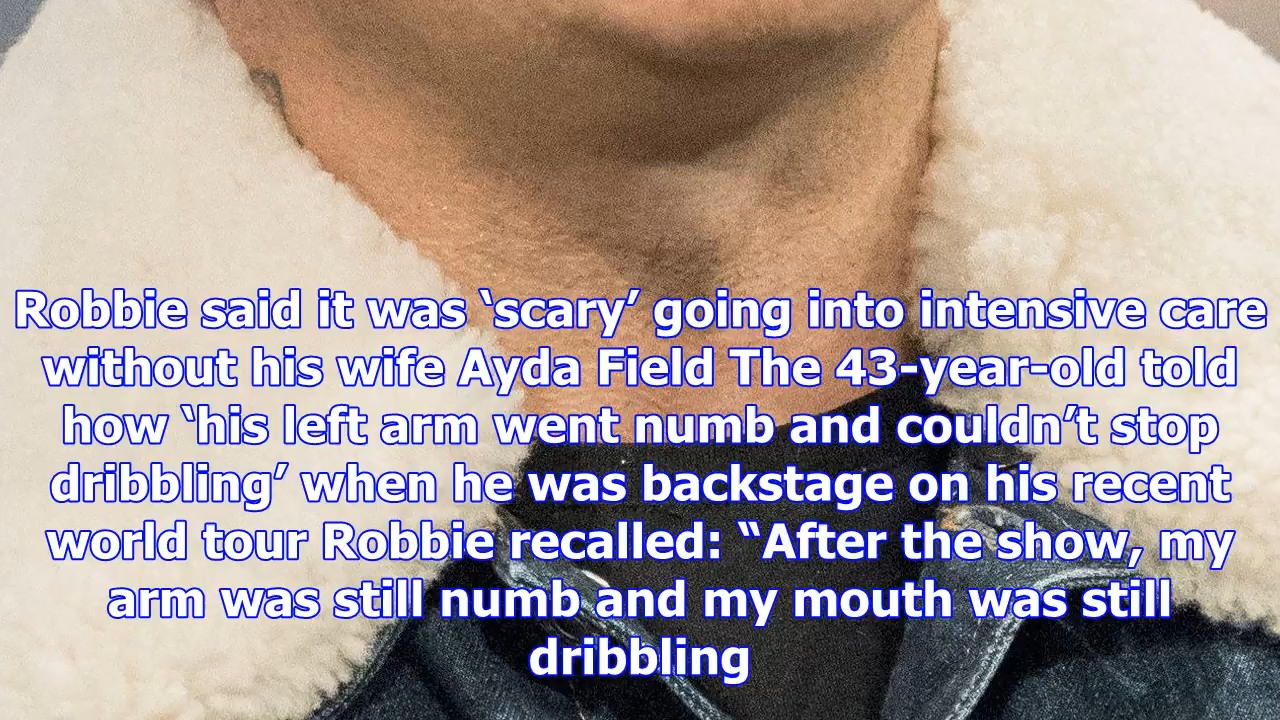 Robbie said it was ‘scary’ going into intensive care
without his wife Ayda Field The 43-year-old told
how ‘his left arm went numb and couldn’t stop
dribbling’ when he was backstage on his recent
world tour Robbie recalled: “After the show, my
arm was still numb and my mouth was still
dribbling